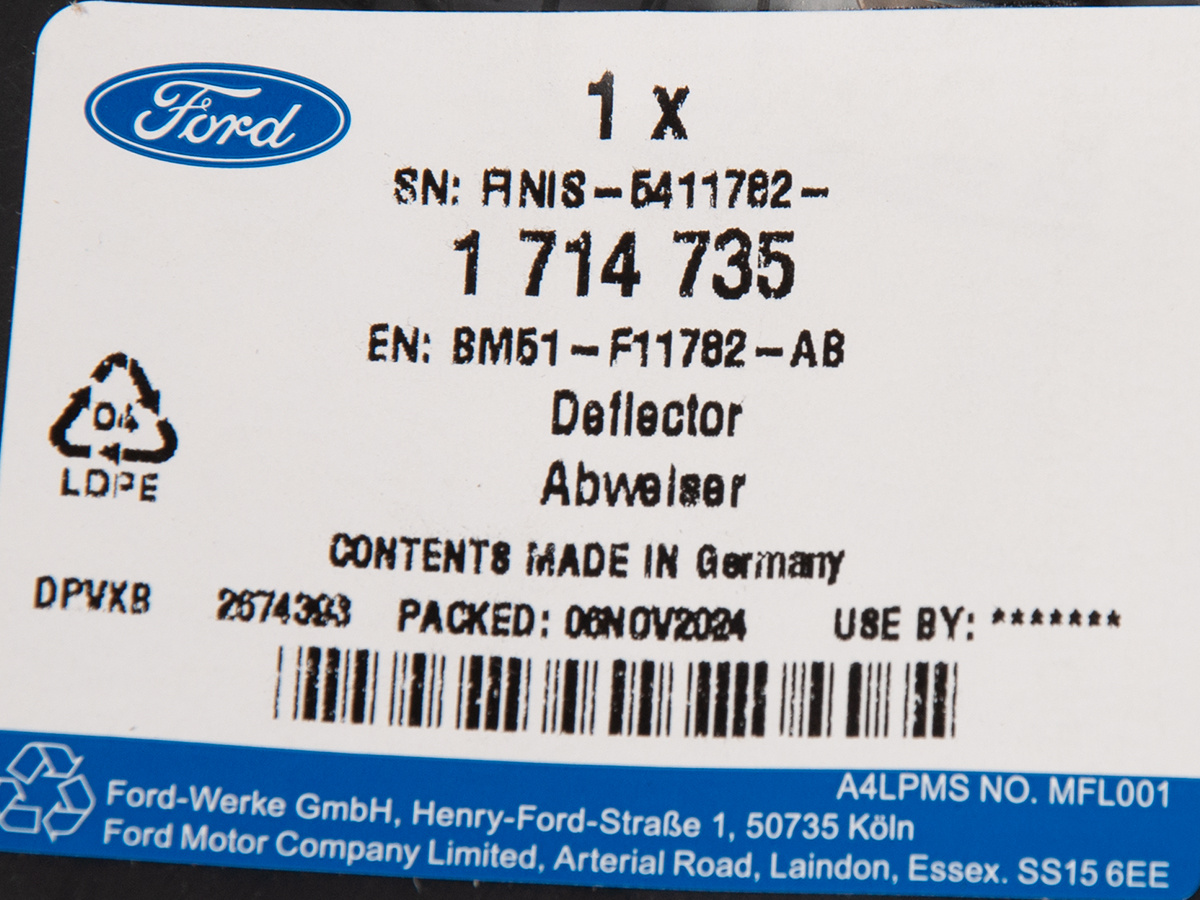 Ford
1 x
SN: FINIS-5411782-
1 714 735
EN: BM51-F11782-AB
Deflector
Abweiser
04
LDPE
CONTENTS MADE IN Germany
DPVXB 2674393 PACKED: 06NOV2024 USE BY: *******
A4LPMS NO. MFL001
Ford-Werke GmbH, Henry-Ford-Straße 1, 50735 Köln
Ford Motor Company Limited, Arterial Road, Laindon, Essex. SS15 6EE